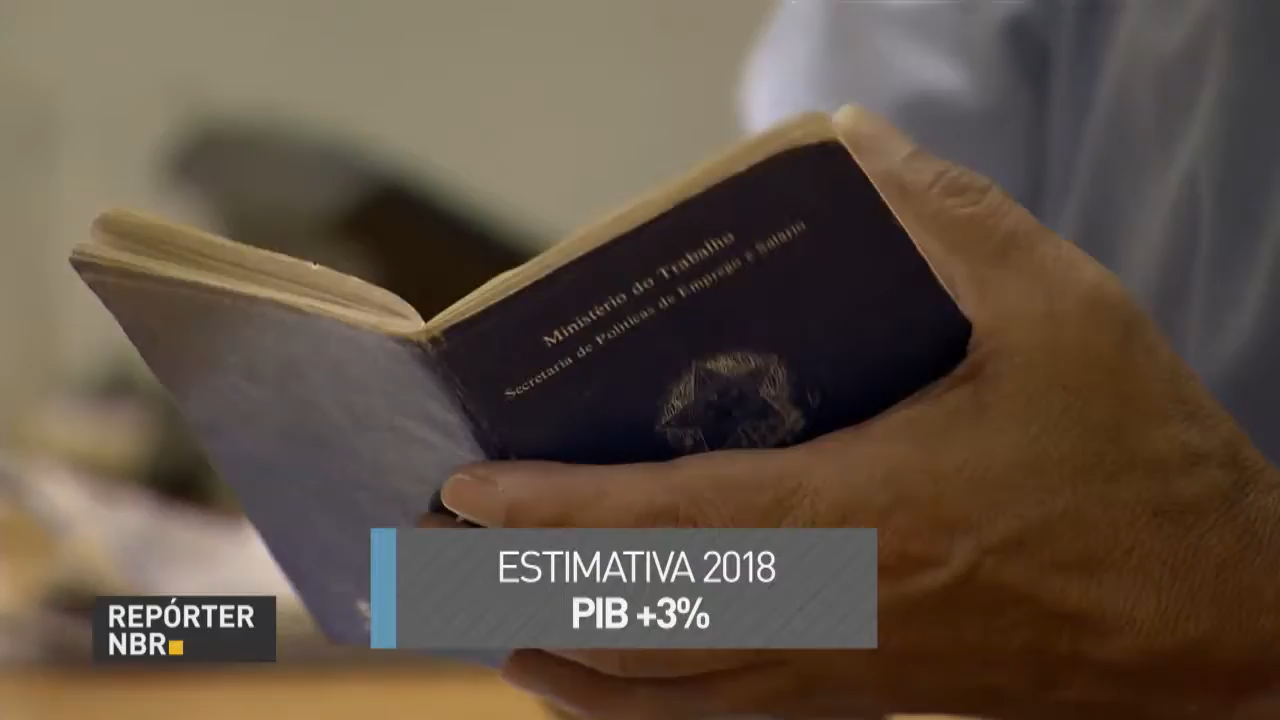 Ministério do Trabalho
Secretaria de Políticas de Emprego e Salário
ESTIMATIVA 2018
PIB +3%
REPÓRTER
NBR